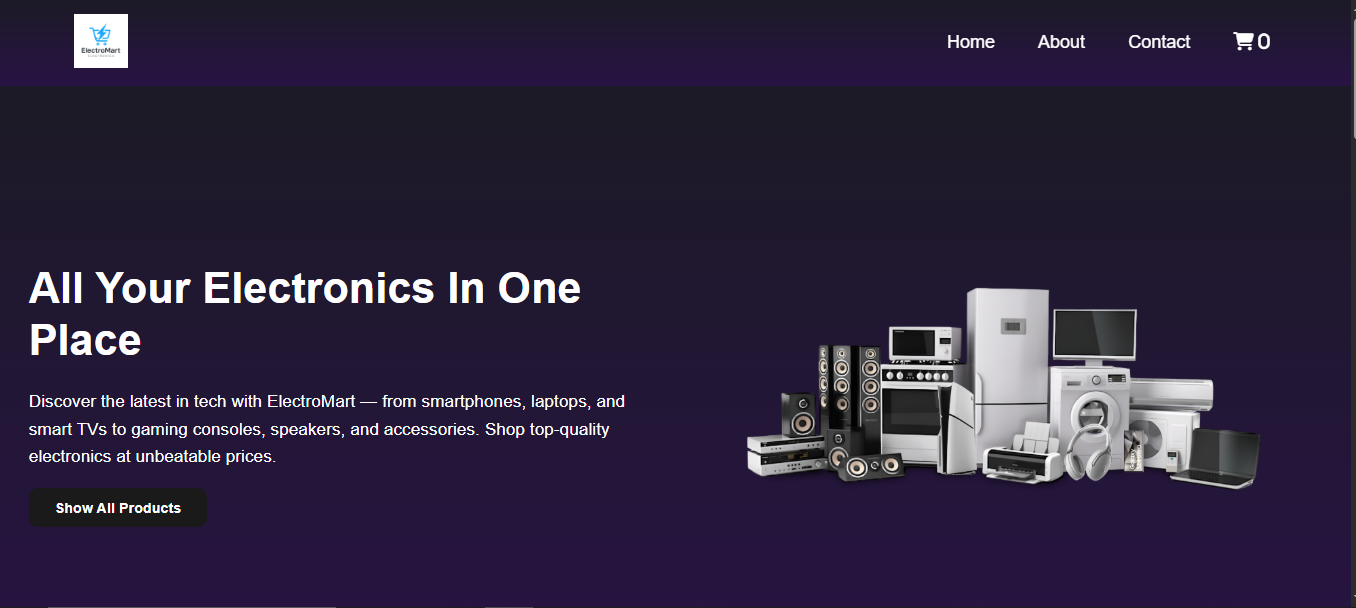 ElectroMart
Home
About
Contact
0
All Your Electronics In One
Place
Discover the latest in tech with ElectroMart — from smartphones, laptops, and
smart TVs to gaming consoles, speakers, and accessories. Shop top-quality
electronics at unbeatable prices.
Show All Products